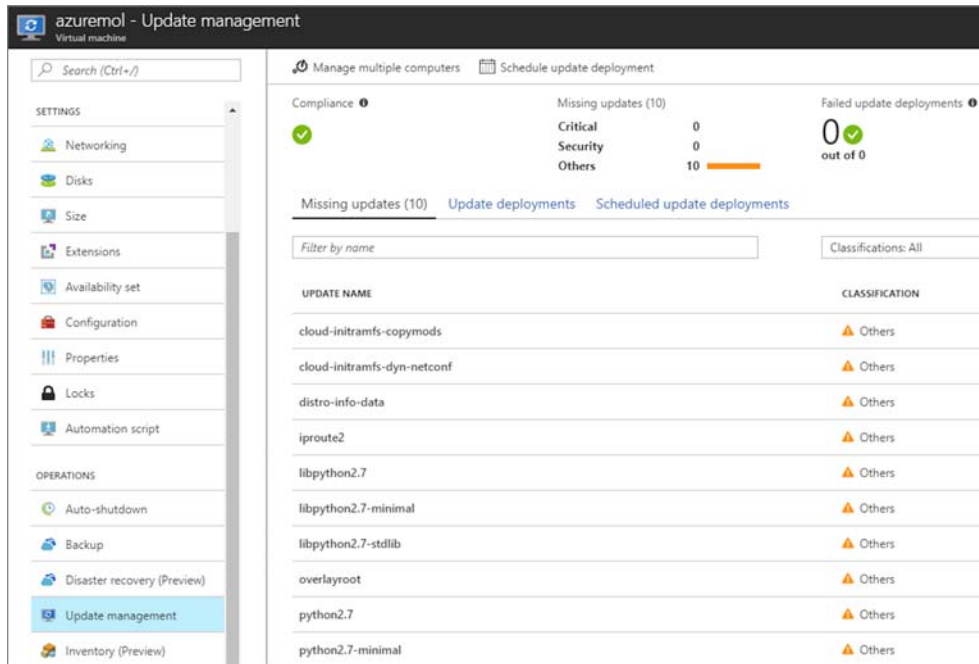 azuremol - Update management
Virtual machine
Search (Ctrl+/)
SETTINGS
Networking
Disks
Size
Extensions
Availability set
Configuration
Properties
Locks
Automation script
OPERATIONS
Auto-shutdown
Backup
Disaster recovery (Preview)
Update management
Inventory (Preview)
Manage multiple computers Schedule update deployment
Compliance
Missing updates (10)
Critical 0
Security 0
Others 10
Failed update deployments
0
out of 0
Missing updates (10) Update deployments Scheduled update deployments
Filter by name Classifications: All
UPDATE NAME CLASSIFICATION
cloud-initramfs-copymods Others
cloud-initramfs-dyn-netconf Others
distro-info-data Others
iproute2 Others
libpython2.7 Others
libpython2.7-minimal Others
libpython2.7-stdlib Others
overlayroot Others
python2.7 Others
python2.7-minimal Others